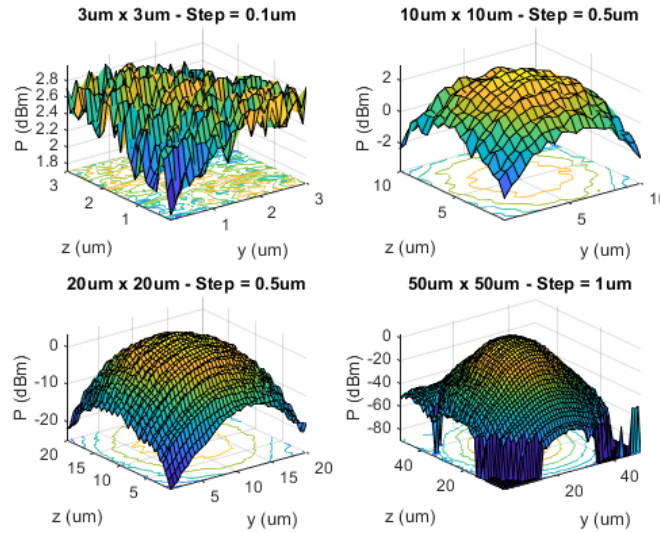 3um x 3um - Step = 0.1um
P (dBm)
2.8
2.6
2.4
2.2
2
1.8
3
2
1
z (um)
1
2
3
y (um)
10um x 10um - Step = 0.5um
P (dBm)
2
0
-2
10
5
z (um)
5
10
y (um)
20um x 20um - Step = 0.5um
P (dBm)
0
-10
-20
20
15
10
5
z (um)
5
10
15
20
y (um)
50um x 50um - Step = 1um
P (dBm)
0
-20
-40
-60
-80
40
20
z (um)
20
40
y (um)